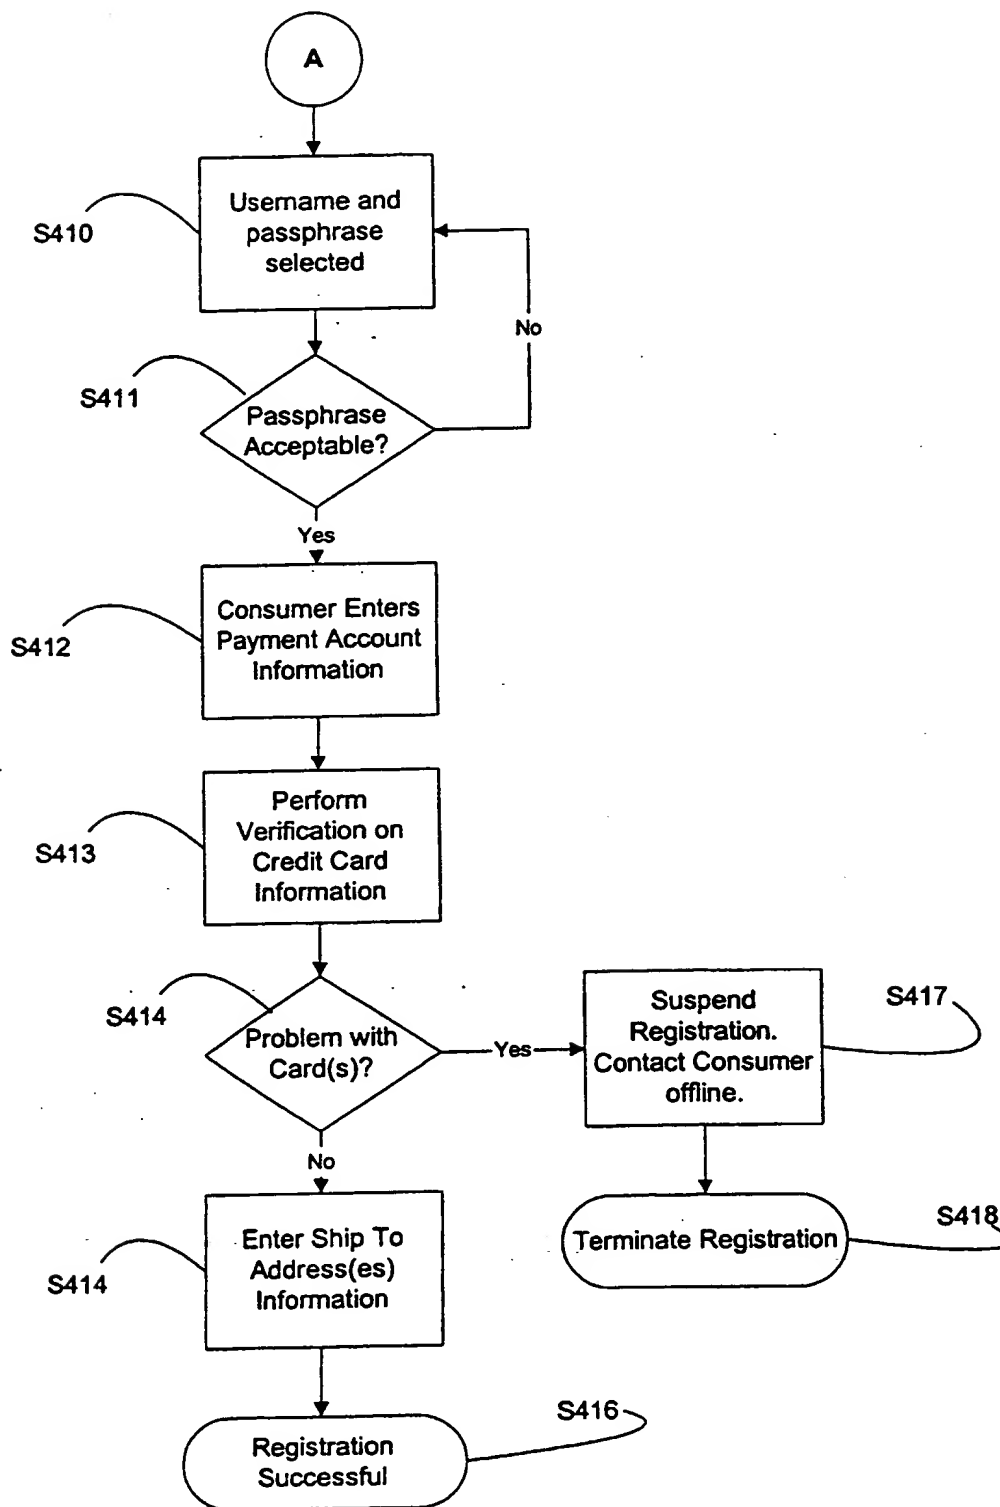 A
Username and
passphrase
selected
S410
No
S411
Passphrase
Acceptable?
Yes
Consumer Enters
Payment Account
Information
S412
Perform
Verification on
Credit Card
Information
S413
S414
Problem with
Card(s)?
Yes
Suspend
Registration.
Contact Consumer
offline.
S417
No
Enter Ship To
Address(es)
Information
S414
Terminate Registration
S418
S416
Registration
Successful